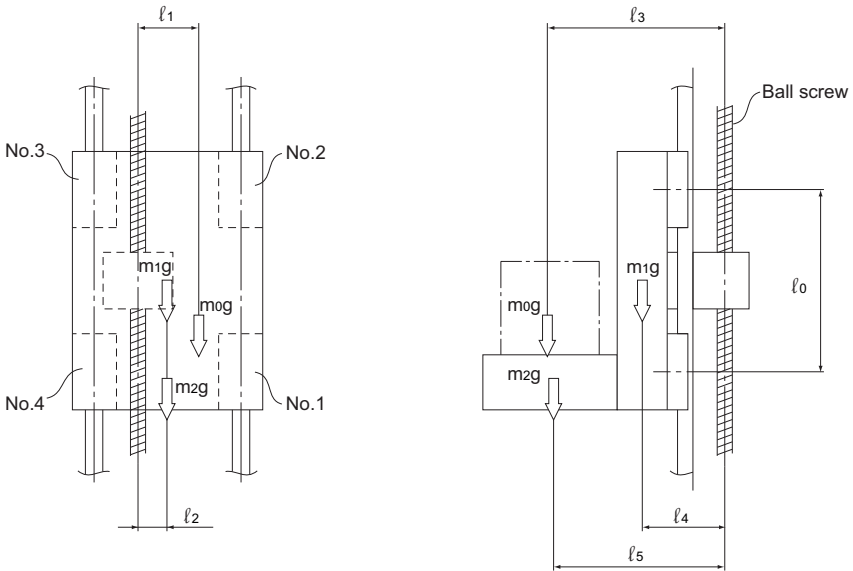 ℓ1
No.3
No.2
m1g
m0g
m2g
No.4
No.1
ℓ2
ℓ3
Ball screw
m1g
ℓ0
m0g
m2g
ℓ4
ℓ5